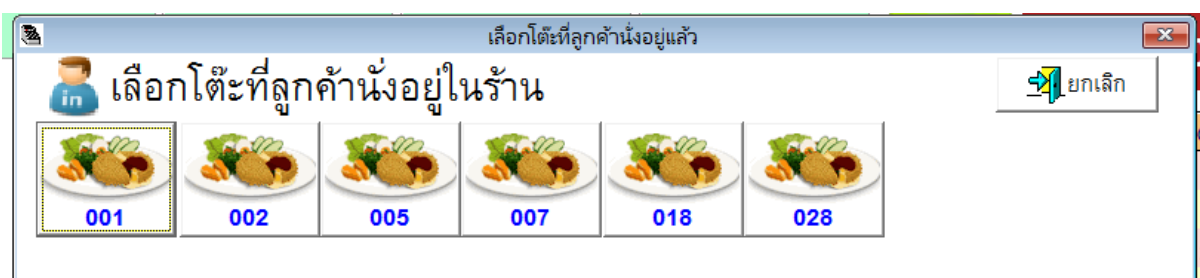 เลือกโต๊ะที่ลูกค้านั่งอยู่แล้ว
in เลือกโต๊ะที่ลูกค้านั่งอยู่ในร้าน ยกเลิก
001 002 005 007 018 028